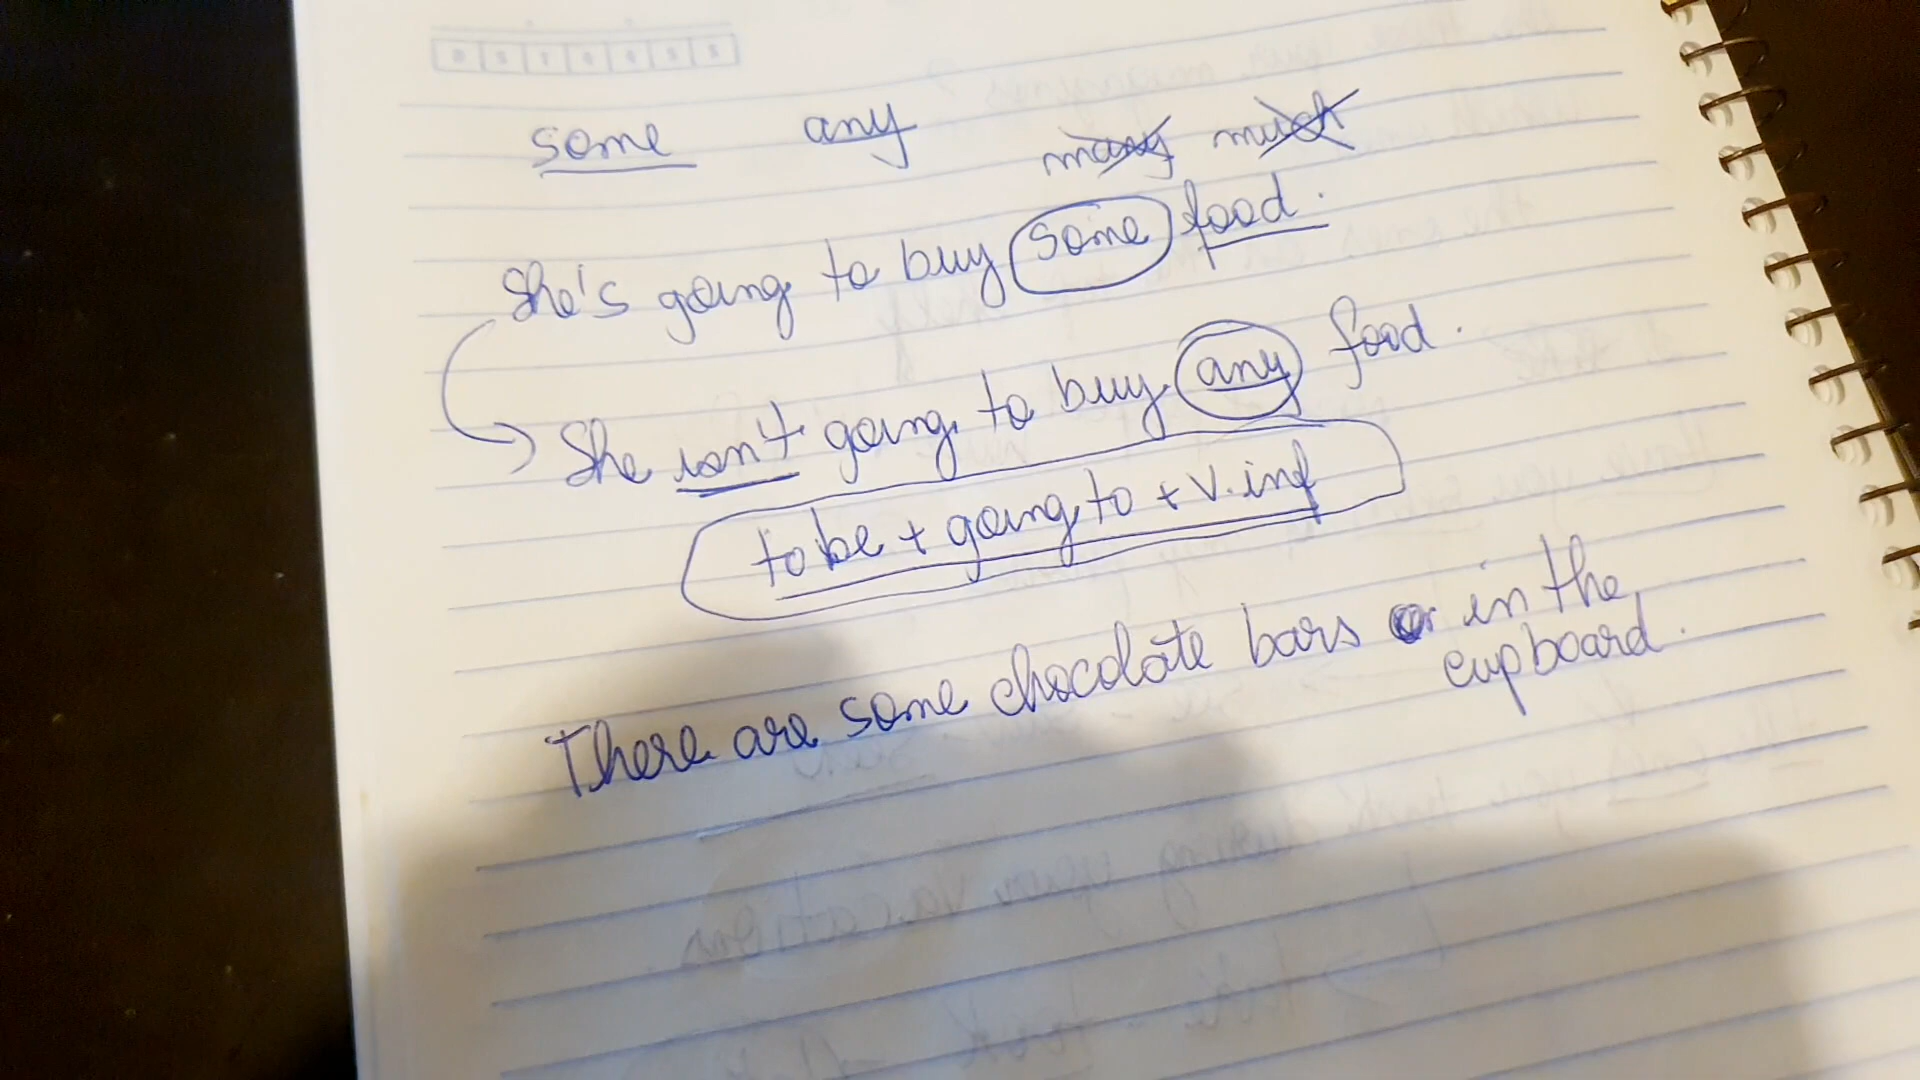 some any many much
She's going to buy some food.
She isn't going to buy any food.
to be + going to + V. inf
There are some chocolate bars in the
cupboard.